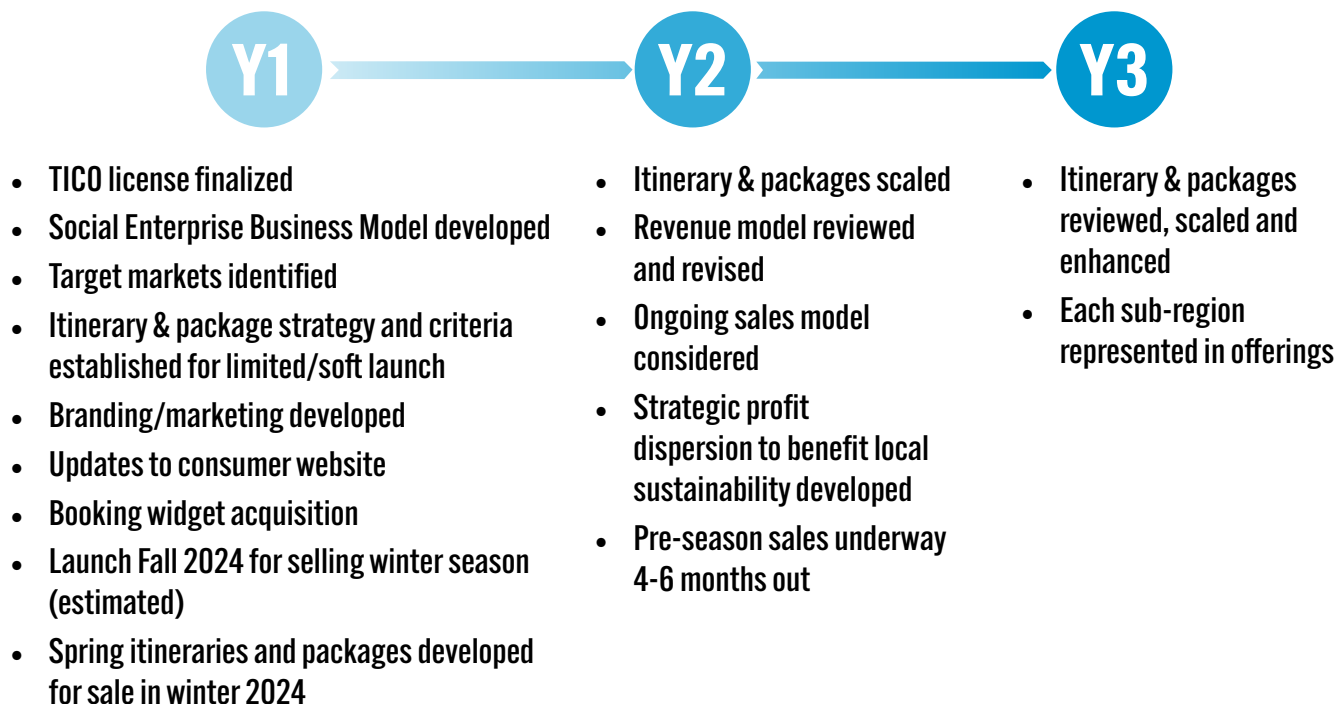 Y1
Y2
Y3
• TICO license finalized
• Social Enterprise Business Model developed
• Target markets identified
• Itinerary & package strategy and criteria
established for limited/soft launch
• Branding/marketing developed
• Updates to consumer website
• Booking widget acquisition
• Launch Fall 2024 for selling winter season
(estimated)
• Spring itineraries and packages developed
for sale in winter 2024
• Itinerary & packages scaled
• Revenue model reviewed
and revised
• Ongoing sales model
considered
• Strategic profit
dispersion to benefit local
sustainability developed
• Pre-season sales underway
4-6 months out
• Itinerary & packages
reviewed, scaled and
enhanced
• Each sub-region
represented in offerings